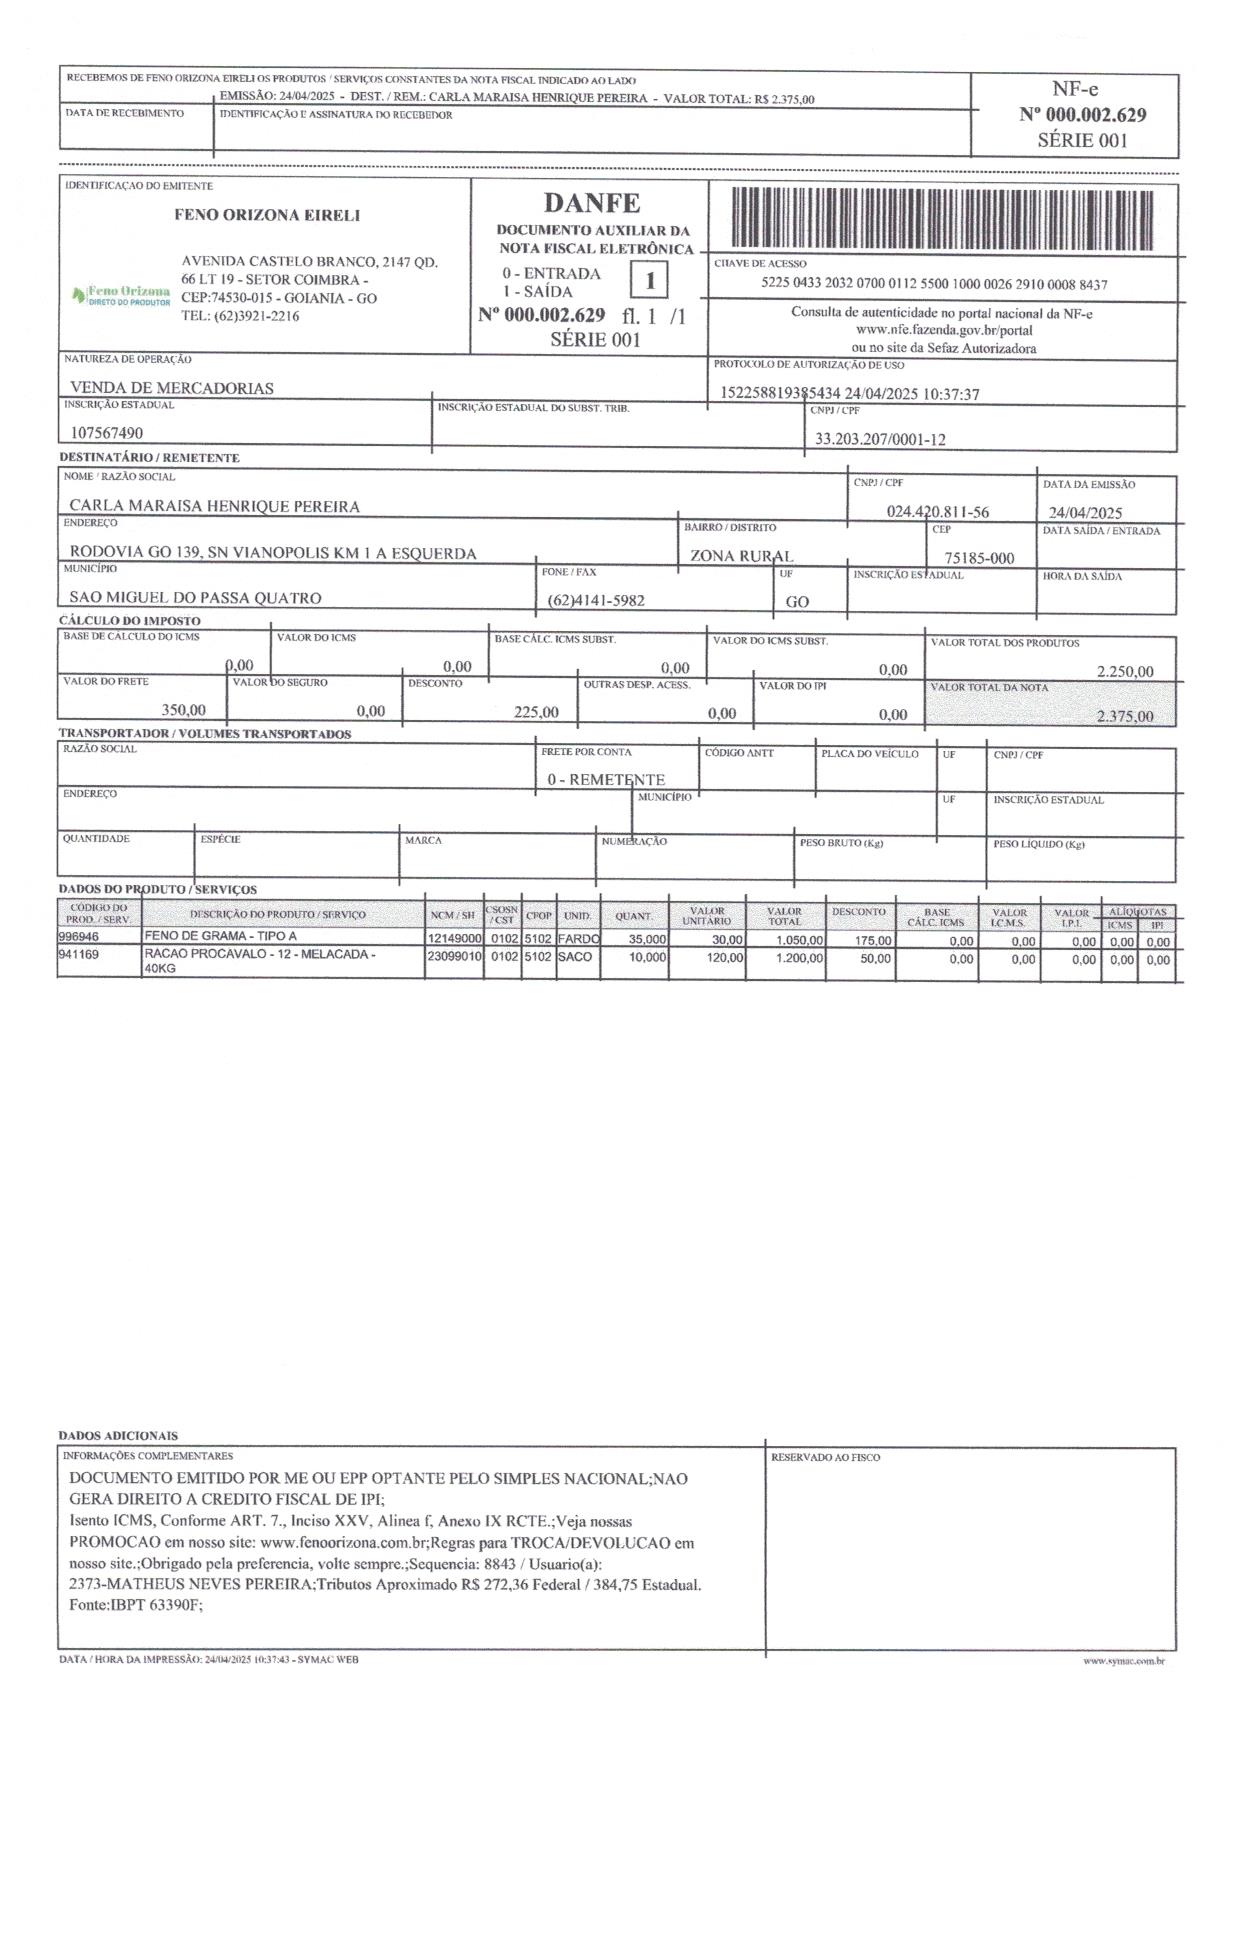 RECEBEMOS DE FENO ORIZONA EIRELI OS PRODUTOS / SERVIÇOS CONSTANTES DA NOTA FISCAL INDICADO AO LADO
EMISSÃO: 24/04/2025 - DEST. / REM.: CARLA MARAISA HENRIQUE PEREIRA - VALOR TOTAL: R$ 2.375,00
DATA DE RECEBIMENTO IDENTIFICAÇÃO E ASSINATURA DO RECEBEDOR
NF-e
Nº 000.002.629
SÉRIE 001
IDENTIFICAÇAO DO EMITENTE
FENO ORIZONA EIRELI
Feno Orizona
DIRETO DO PRODUTOR
AVENIDA CASTELO BRANCO, 2147 QD.
66 LT 19 - SETOR COIMBRA -
CEP:74530-015 - GOIANIA - GO
TEL: (62)3921-2216
DANFE
DOCUMENTO AUXILIAR DA
NOTA FISCAL ELETRÔNICA
0 - ENTRADA
1 - SAÍDA
1
Nº 000.002.629 fl. 1 /1
SÉRIE 001
CHAVE DE ACESSO
5225 0433 2032 0700 0112 5500 1000 0026 2910 0008 8437
Consulta de autenticidade no portal nacional da NF-e
www.nfe.fazenda.gov.br/portal
ou no site da Sefaz Autorizadora
NATUREZA DE OPERAÇÃO
VENDA DE MERCADORIAS
PROTOCOLO DE AUTORIZAÇÃO DE USO
152258819385434 24/04/2025 10:37:37
INSCRIÇÃO ESTADUAL INSCRIÇÃO ESTADUAL DO SUBST. TRIB. CNPJ / CPF
107567490 33.203.207/0001-12
DESTINATÁRIO / REMETENTE
NOME / RAZÃO SOCIAL CNPJ / CPF DATA DA EMISSÃO
CARLA MARAISA HENRIQUE PEREIRA 024.420.811-56 24/04/2025
ENDEREÇO BAIRRO / DISTRITO CEP DATA SAÍDA / ENTRADA
RODOVIA GO 139, SN VIANOPOLIS KM 1 A ESQUERDA ZONA RURAL 75185-000
MUNICÍPIO FONE / FAX UF INSCRIÇÃO ESTADUAL HORA DA SAÍDA
SAO MIGUEL DO PASSA QUATRO (62)4141-5982 GO
CÁLCULO DO IMPOSTO
BASE DE CÁLCULO DO ICMS VALOR DO ICMS BASE CÁLC. ICMS SUBST. VALOR DO ICMS SUBST. VALOR TOTAL DOS PRODUTOS
0,00 0,00 0,00 0,00 2.250,00
VALOR DO FRETE VALOR DO SEGURO DESCONTO OUTRAS DESP. ACESS. VALOR DO IPI VALOR TOTAL DA NOTA
350,00 0,00 225,00 0,00 0,00 2.375,00
TRANSPORTADOR / VOLUMES TRANSPORTADOS
RAZÃO SOCIAL FRETE POR CONTA CÓDIGO ANTT PLACA DO VEÍCULO UF CNPJ / CPF
0 - REMETENTE
ENDEREÇO MUNICÍPIO UF INSCRIÇÃO ESTADUAL
QUANTIDADE ESPÉCIE MARCA NUMERAÇÃO PESO BRUTO (Kg) PESO LÍQUIDO (Kg)
DADOS DO PRODUTO / SERVIÇOS
CÓDIGO DO PROD. / SERV. DESCRIÇÃO DO PRODUTO / SERVIÇO NCM / SH CSOSN / CST CFOP UNID. QUANT. VALOR UNITÁRIO VALOR TOTAL DESCONTO BASE CÁLC. ICMS VALOR I.C.M.S. VALOR I.P.I. ALÍQUOTAS ICMS IPI
996946 FENO DE GRAMA - TIPO A 12149000 0102 5102 FARDO 35,000 30,00 1.050,00 175,00 0,00 0,00 0,00 0,00 0,00
941169 RACAO PROCAVALO - 12 - MELACADA - 23099010 0102 5102 SACO 10,000 120,00 1.200,00 50,00 0,00 0,00 0,00 0,00 0,00
40KG
DADOS ADICIONAIS
INFORMAÇÕES COMPLEMENTARES RESERVADO AO FISCO
DOCUMENTO EMITIDO POR ME OU EPP OPTANTE PELO SIMPLES NACIONAL;NAO
GERA DIREITO A CREDITO FISCAL DE IPI;
Isento ICMS, Conforme ART. 7., Inciso XXV, Alinea f, Anexo IX RCTE.;Veja nossas
PROMOCAO em nosso site: www.fenoorizona.com.br;Regras para TROCA/DEVOLUCAO em
nosso site.;Obrigado pela preferencia, volte sempre.;Sequencia: 8843 / Usuario(a):
2373-MATHEUS NEVES PEREIRA;Tributos Aproximado R$ 272,36 Federal / 384,75 Estadual.
Fonte:IBPT 63390F;
DATA / HORA DA IMPRESSÃO: 24/04/2025 10:37:43 - SYMAC WEB www.symac.com.br